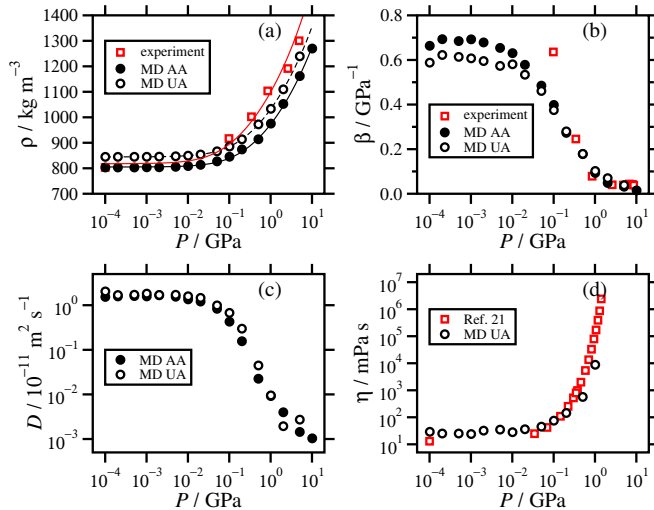 1400
1300
1200
1100
1000
900
800
700
ρ / kg m⁻³
(a)
experiment
MD AA
MD UA
10⁻⁴ 10⁻³ 10⁻² 10⁻¹ 10⁰ 10¹
P / GPa
0.8
0.6
0.4
0.2
0.0
β / GPa⁻¹
(b)
experiment
MD AA
MD UA
10⁻⁴ 10⁻³ 10⁻² 10⁻¹ 10⁰ 10¹
P / GPa
10⁰
10⁻¹
10⁻²
10⁻³
D / 10⁻¹¹ m² s⁻¹
(c)
MD AA
MD UA
10⁻⁴ 10⁻³ 10⁻² 10⁻¹ 10⁰ 10¹
P / GPa
10⁷
10⁶
10⁵
10⁴
10³
10²
10¹
η / mPa s
(d)
Ref. 21
MD UA
10⁻⁴ 10⁻³ 10⁻² 10⁻¹ 10⁰ 10¹
P / GPa